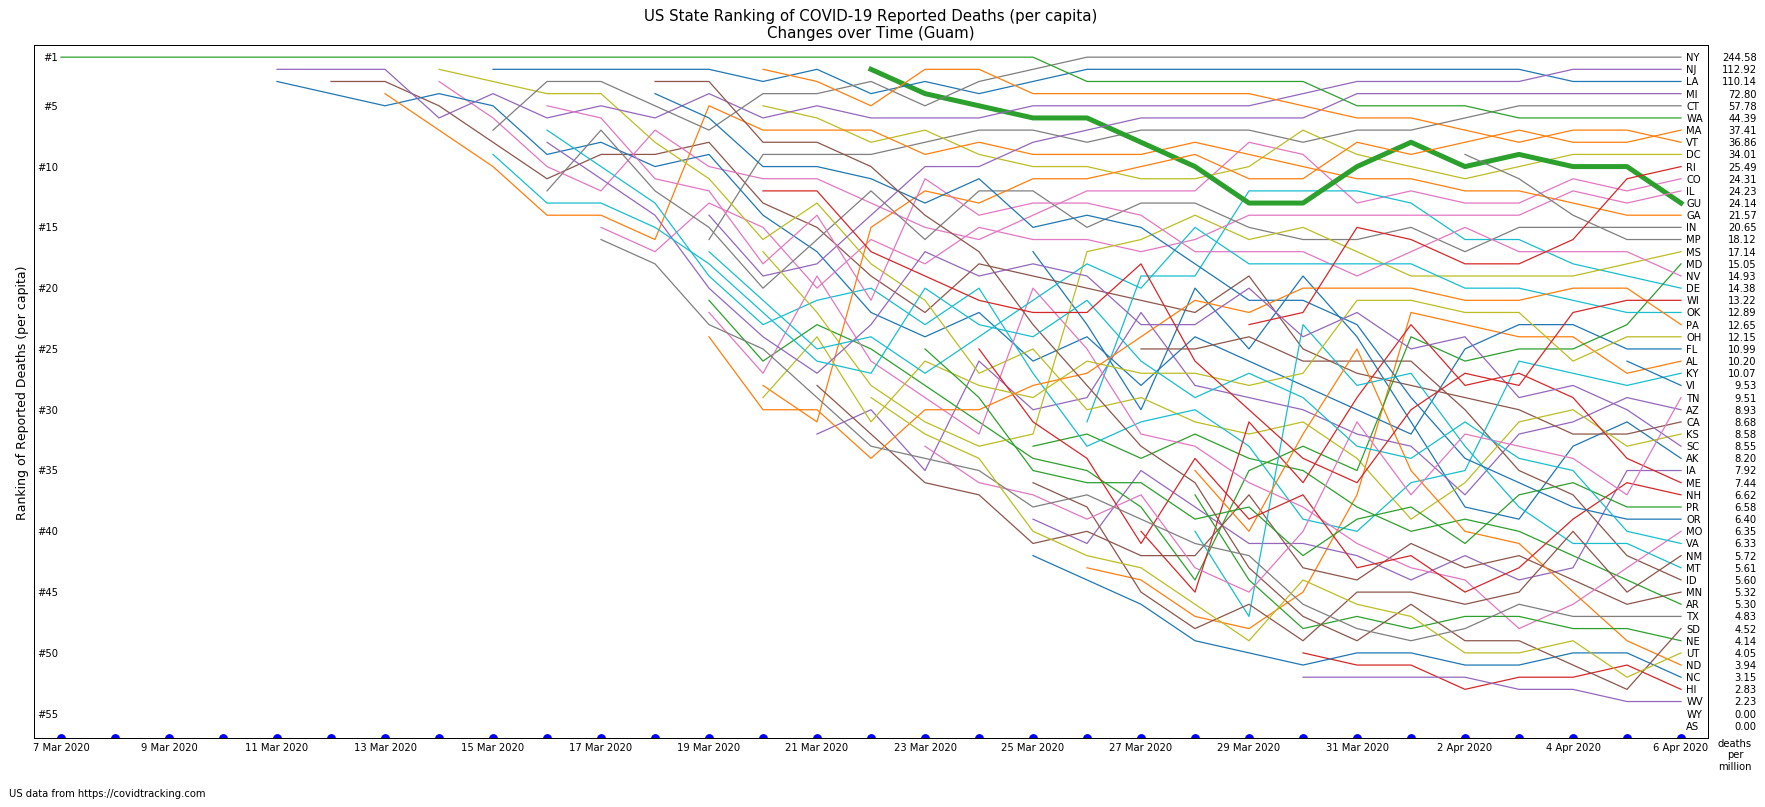 US State Ranking of COVID-19 Reported Deaths (per capita)
Changes over Time (Guam)
Ranking of Reported Deaths (per capita)
#1
#5
#10
#15
#20
#25
#30
#35
#40
#45
#50
#55
NY 244.58
NJ 112.92
LA 110.14
MI 72.80
CT 57.78
WA 44.39
MA 37.41
VT 36.86
DC 34.01
RI 25.49
CO 24.31
IL 24.23
GU 24.14
GA 21.57
IN 20.65
MP 18.12
MS 17.14
MD 15.05
NV 14.93
DE 14.38
WI 13.22
OK 12.89
PA 12.65
OH 12.15
FL 10.99
AL 10.20
KY 10.07
VI 9.53
TN 9.51
AZ 8.93
CA 8.68
KS 8.58
SC 8.55
AK 8.20
IA 7.92
ME 7.44
NH 6.62
PR 6.58
OR 6.40
MO 6.35
VA 6.33
NM 5.72
MT 5.61
ID 5.60
MN 5.32
AR 5.30
TX 4.83
SD 4.52
NE 4.14
UT 4.05
ND 3.94
NC 3.15
HI 2.83
WV 2.23
WY 0.00
AS 0.00
7 Mar 2020 9 Mar 2020 11 Mar 2020 13 Mar 2020 15 Mar 2020 17 Mar 2020 19 Mar 2020 21 Mar 2020 23 Mar 2020 25 Mar 2020 27 Mar 2020 29 Mar 2020 31 Mar 2020 2 Apr 2020 4 Apr 2020 6 Apr 2020
deaths
per
million
US data from https://covidtracking.com